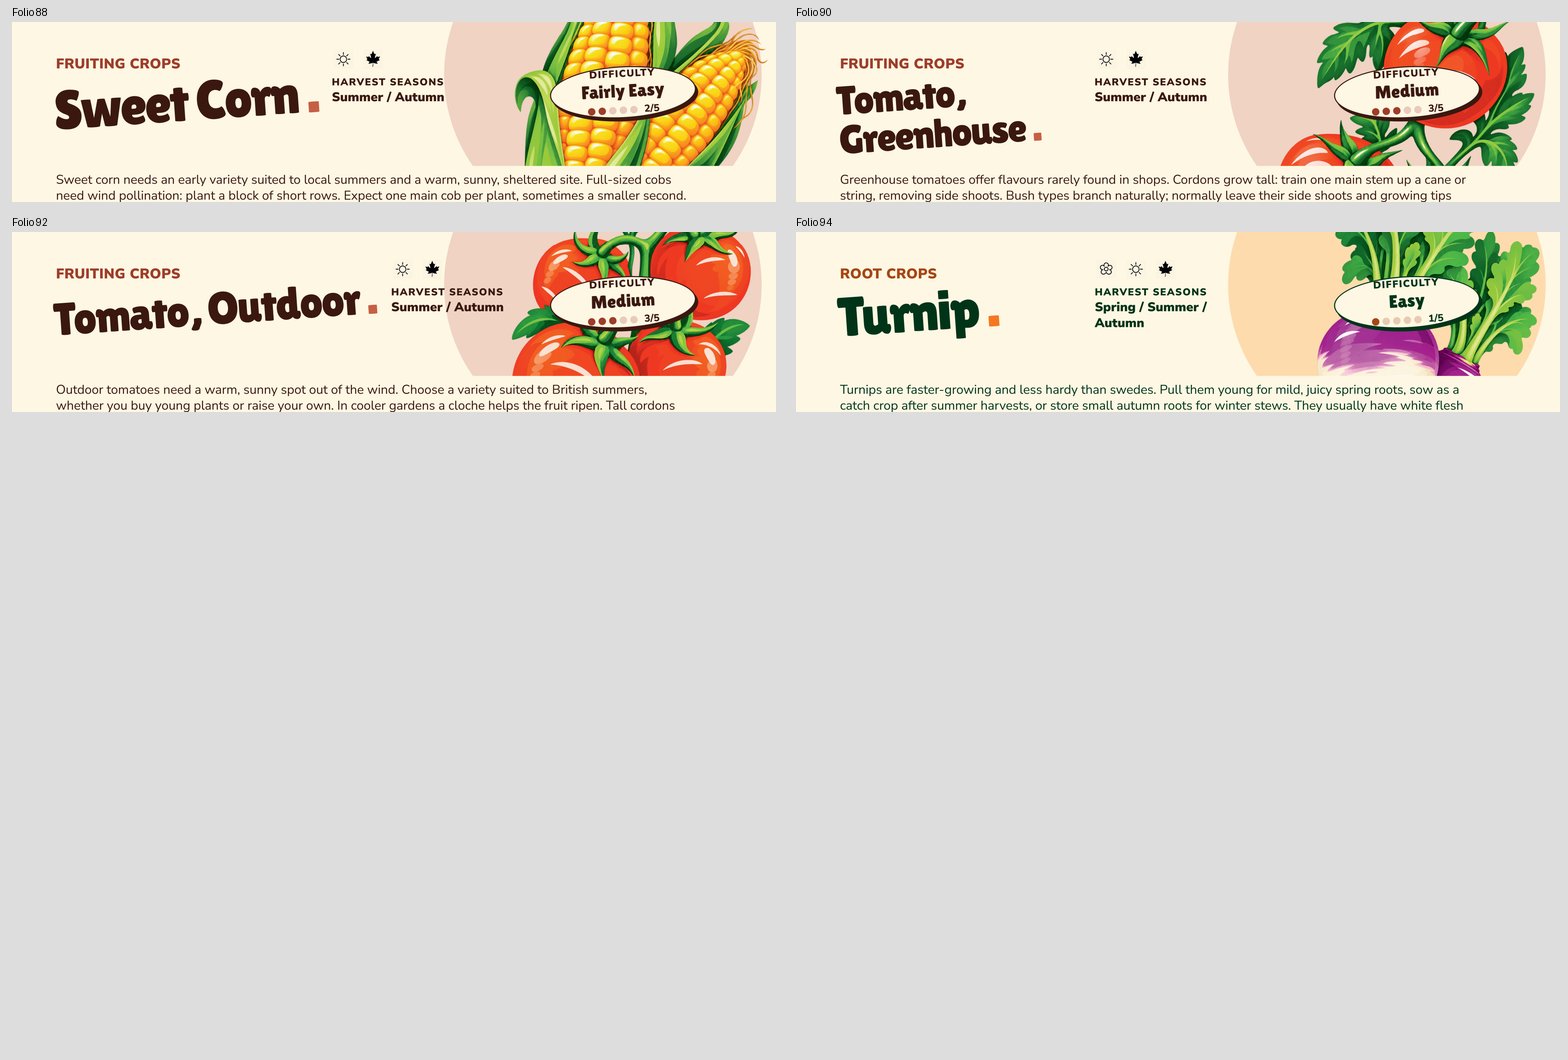 Folio 88
FRUITING CROPS
Sweet Corn.
HARVEST SEASONS
Summer / Autumn
DIFFICULTY
Fairly Easy
2/5
Sweet corn needs an early variety suited to local summers and a warm, sunny, sheltered site. Full-sized cobs
need wind pollination: plant a block of short rows. Expect one main cob per plant, sometimes a smaller second.
Folio 90
FRUITING CROPS
Tomato,
Greenhouse.
HARVEST SEASONS
Summer / Autumn
DIFFICULTY
Medium
3/5
Greenhouse tomatoes offer flavours rarely found in shops. Cordons grow tall: train one main stem up a cane or
string, removing side shoots. Bush types branch naturally; normally leave their side shoots and growing tips
Folio 92
FRUITING CROPS
Tomato, Outdoor.
HARVEST SEASONS
Summer / Autumn
DIFFICULTY
Medium
3/5
Outdoor tomatoes need a warm, sunny spot out of the wind. Choose a variety suited to British summers,
whether you buy young plants or raise your own. In cooler gardens a cloche helps the fruit ripen. Tall cordons
Folio 94
ROOT CROPS
Turnip.
HARVEST SEASONS
Spring / Summer /
Autumn
DIFFICULTY
Easy
1/5
Turnips are faster-growing and less hardy than swedes. Pull them young for mild, juicy spring roots, sow as a
catch crop after summer harvests, or store small autumn roots for winter stews. They usually have white flesh